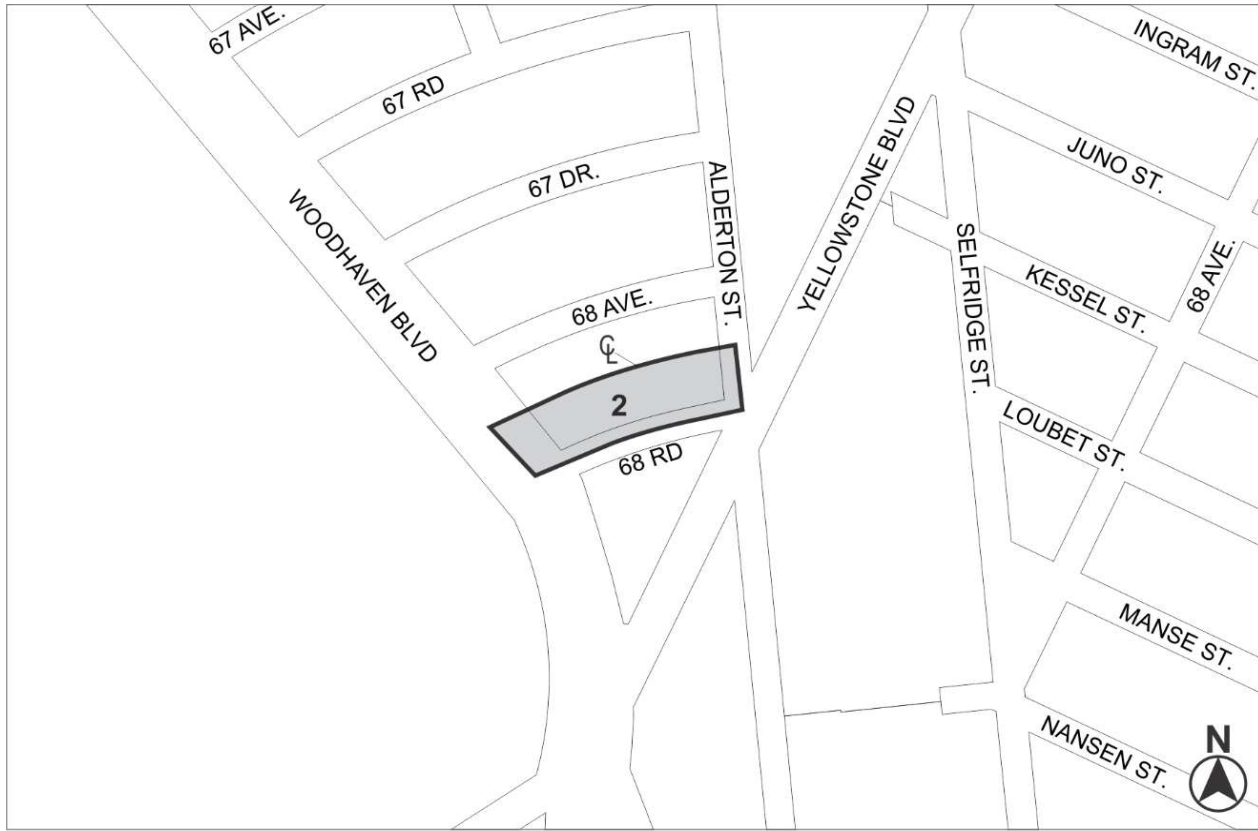 67 AVE.
INGRAM ST.
67 RD
JUNO ST.
67 DR.
ALDERTON ST.
YELLOWSTONE BLVD
WOODHAVEN BLVD
SELFRIDGE ST.
68 AVE.
KESSEL ST.
68 AVE.
CL
2
LOUBET ST.
68 RD
MANSE ST.
NANSEN ST.
N